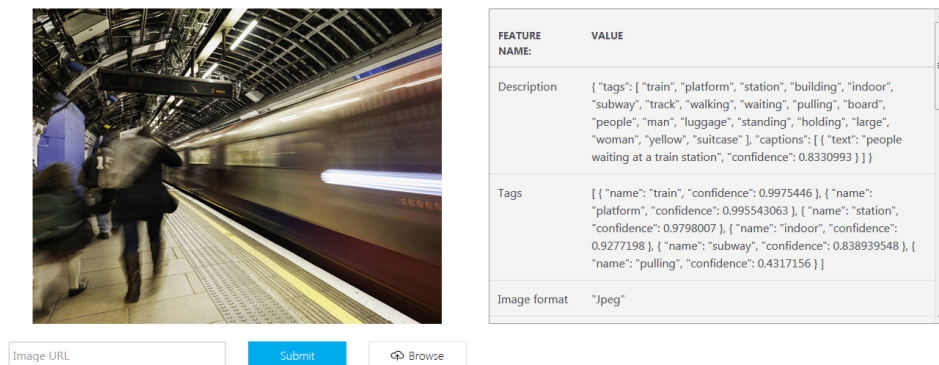 FEATURE NAME:
VALUE
Description
{ "tags": [ "train", "platform", "station", "building", "indoor",
"subway", "track", "walking", "waiting", "pulling", "board",
"people", "man", "luggage", "standing", "holding", "large",
"woman", "yellow", "suitcase" ], "captions": [ { "text": "people
waiting at a train station", "confidence": 0.8330993 } ] }
Tags
[ { "name": "train", "confidence": 0.9975446 }, { "name":
"platform", "confidence": 0.995543063 }, { "name": "station",
"confidence": 0.9798007 }, { "name": "indoor", "confidence":
0.9277198 }, { "name": "subway", "confidence": 0.838939548 }, {
"name": "pulling", "confidence": 0.4317156 } ]
Image format
"Jpeg"
Image URL
Submit
Browse